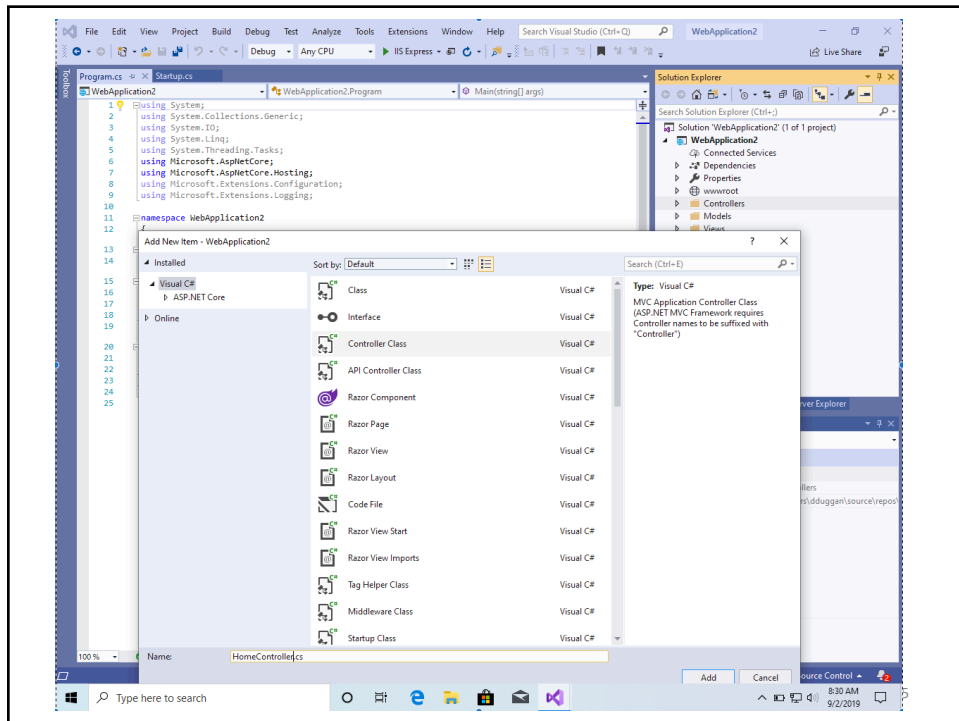 File Edit View Project Build Debug Test Analyze Tools Extensions Window Help Search Visual Studio (Ctrl+Q) WebApplication2
Debug Any CPU IIS Express Live Share
Toolbox
Program.cs Startup.cs
WebApplication2 WebApplication2.Program Main(string[] args)
1 using System;
2 using System.Collections.Generic;
3 using System.IO;
4 using System.Linq;
5 using System.Threading.Tasks;
6 using Microsoft.AspNetCore;
7 using Microsoft.AspNetCore.Hosting;
8 using Microsoft.Extensions.Configuration;
9 using Microsoft.Extensions.Logging;
10
11 namespace WebApplication2
12 {
13
14
15
16
17
18
19
20
21
22
23
24
25
Solution Explorer
Search Solution Explorer (Ctrl+;)
Solution 'WebApplication2' (1 of 1 project)
WebApplication2
Connected Services
Dependencies
Properties
wwwroot
Controllers
Models
Views
Add New Item - WebApplication2 ? ×
Installed
Visual C#
ASP.NET Core
Online
Sort by: Default
Search (Ctrl+E)
Class Visual C#
Interface Visual C#
Controller Class Visual C#
API Controller Class Visual C#
Razor Component Visual C#
Razor Page Visual C#
Razor View Visual C#
Razor Layout Visual C#
Code File Visual C#
Razor View Start Visual C#
Razor View Imports Visual C#
Tag Helper Class Visual C#
Middleware Class Visual C#
Startup Class Visual C#
Type: Visual C#
MVC Application Controller Class
(ASP.NET MVC Framework requires
Controller names to be suffixed with
"Controller")
rver Explorer
llers
rs\dduggan\source\repos\
100 %
Name: HomeController.cs
Add Cancel
ource Control 2
Type here to search
8:30 AM
9/2/2019
5